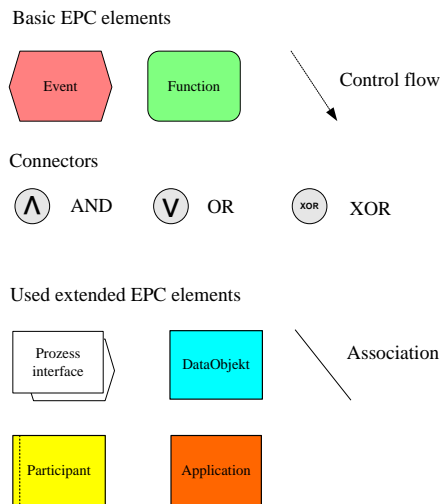 Basic EPC elements
Event
Function
Control flow
Connectors
Λ AND
V OR
XOR XOR
Used extended EPC elements
Prozess
interface
DataObjekt
Association
Participant
Application